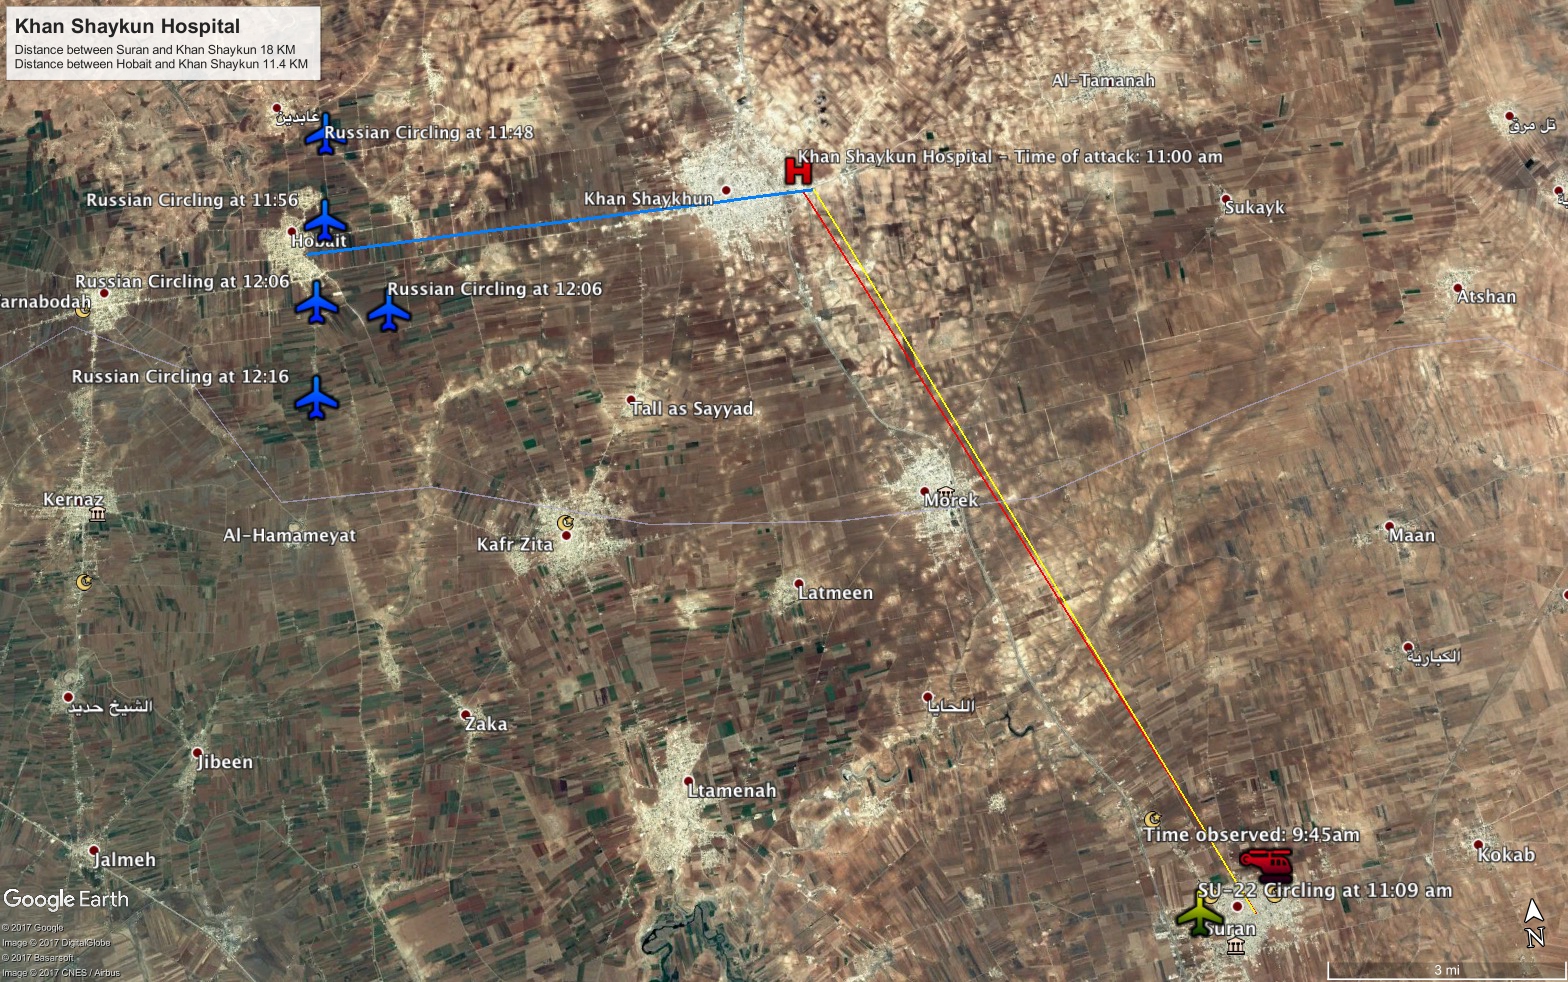 Khan Shaykun Hospital
Distance between Suran and Khan Shaykun 18 KM
Distance between Hobait and Khan Shaykun 11.4 KM
Al-Tamanah
عابدين
تل مرق
Russian Circling at 11:48
Khan Shaykun Hospital - Time of attack: 11:00 am
Russian Circling at 11:56
Khan Shaykhun
Sukayk
Hobait
Russian Circling at 12:06
Russian Circling at 12:06
arnabodah
Atshan
Russian Circling at 12:16
Tall as Sayyad
Kernaz
Morek
Al-Hamameyat
Kafr Zita
Maan
Latmeen
الكبارية
الشيخ حديد
اللحايا
Zaka
Jibeen
Ltamenah
Time observed: 9:45am
Jalmeh
Kokab
SU-22 Circling at 11:09 am
Google Earth
Suran
© 2017 Google
Image © 2017 DigitalGlobe
© 2017 Basarsoft
Image © 2017 CNES / Airbus
N
3 mi